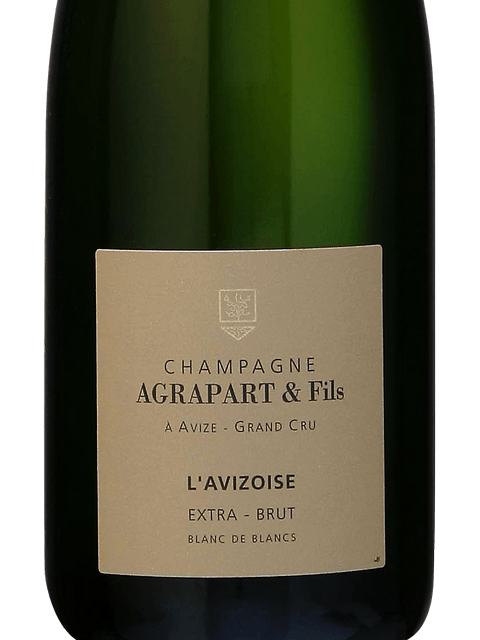 CHAMPAGNE
AGRAPART & Fils
À AVIZE - GRAND CRU
L'AVIZOISE
EXTRA - BRUT
BLANC DE BLANCS